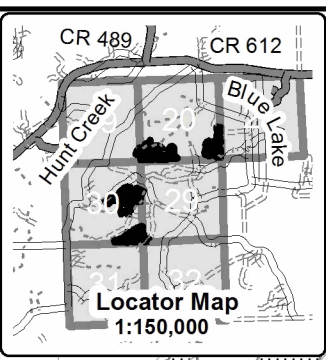 CR 489
CR 612
Hunt Creek
Blue Lake
20
30
29
31
32
Locator Map
1:150,000